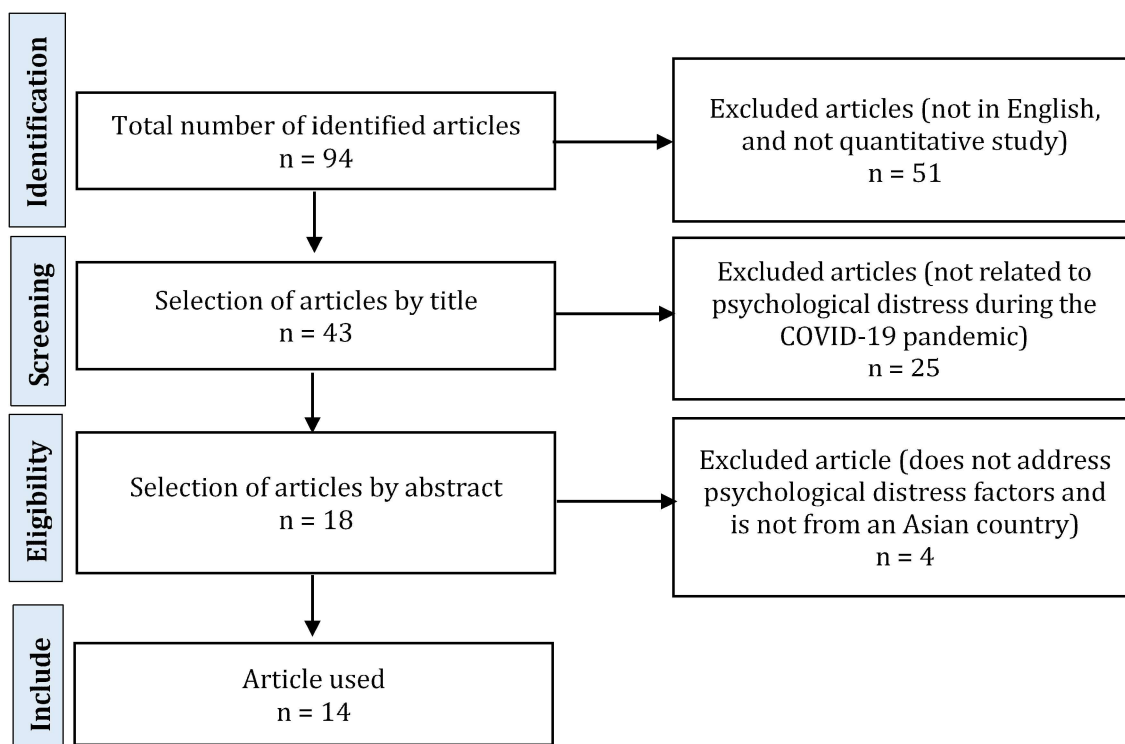 Identification
Total number of identified articles
n = 94
Excluded articles (not in English,
and not quantitative study)
n = 51
Screening
Selection of articles by title
n = 43
Excluded articles (not related to
psychological distress during the
COVID-19 pandemic)
n = 25
Eligibility
Selection of articles by abstract
n = 18
Excluded article (does not address
psychological distress factors and
is not from an Asian country)
n = 4
Include
Article used
n = 14